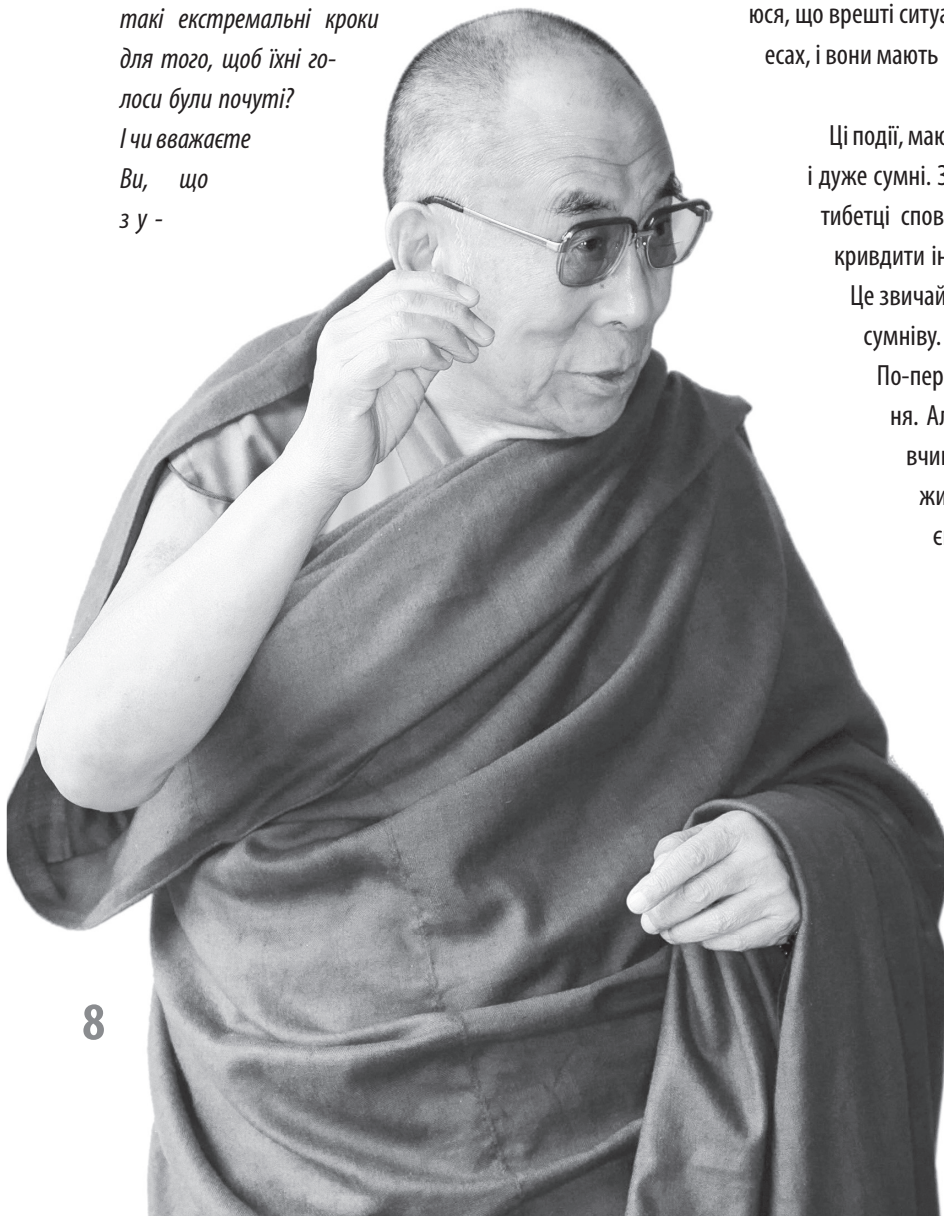 такі екстремальні кроки
для того, щоб їхні го-
лоси були почуті?
І чи вважаєте
Ви, що
з у -
юся, що врешті ситуа
есах, і вони мають
Ці події,
і дуже сумні. З
тибетці спов
кривдити ін
Це звичай
сумніву.
По-пер
ня. Ал
вчи
жи
є
8